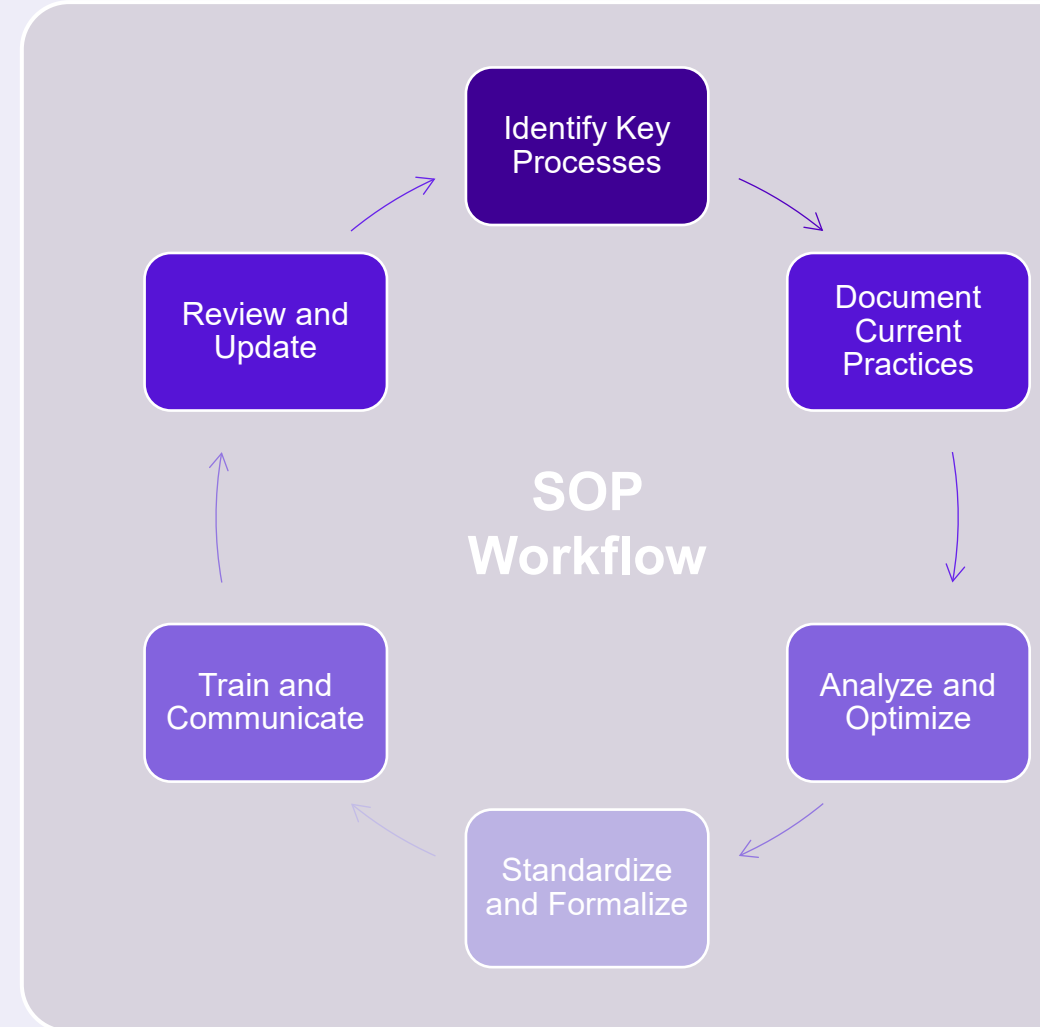 Identify Key
Processes
Document
Current
Practices
Analyze and
Optimize
Standardize
and Formalize
Train and
Communicate
Review and
Update
SOP
Workflow